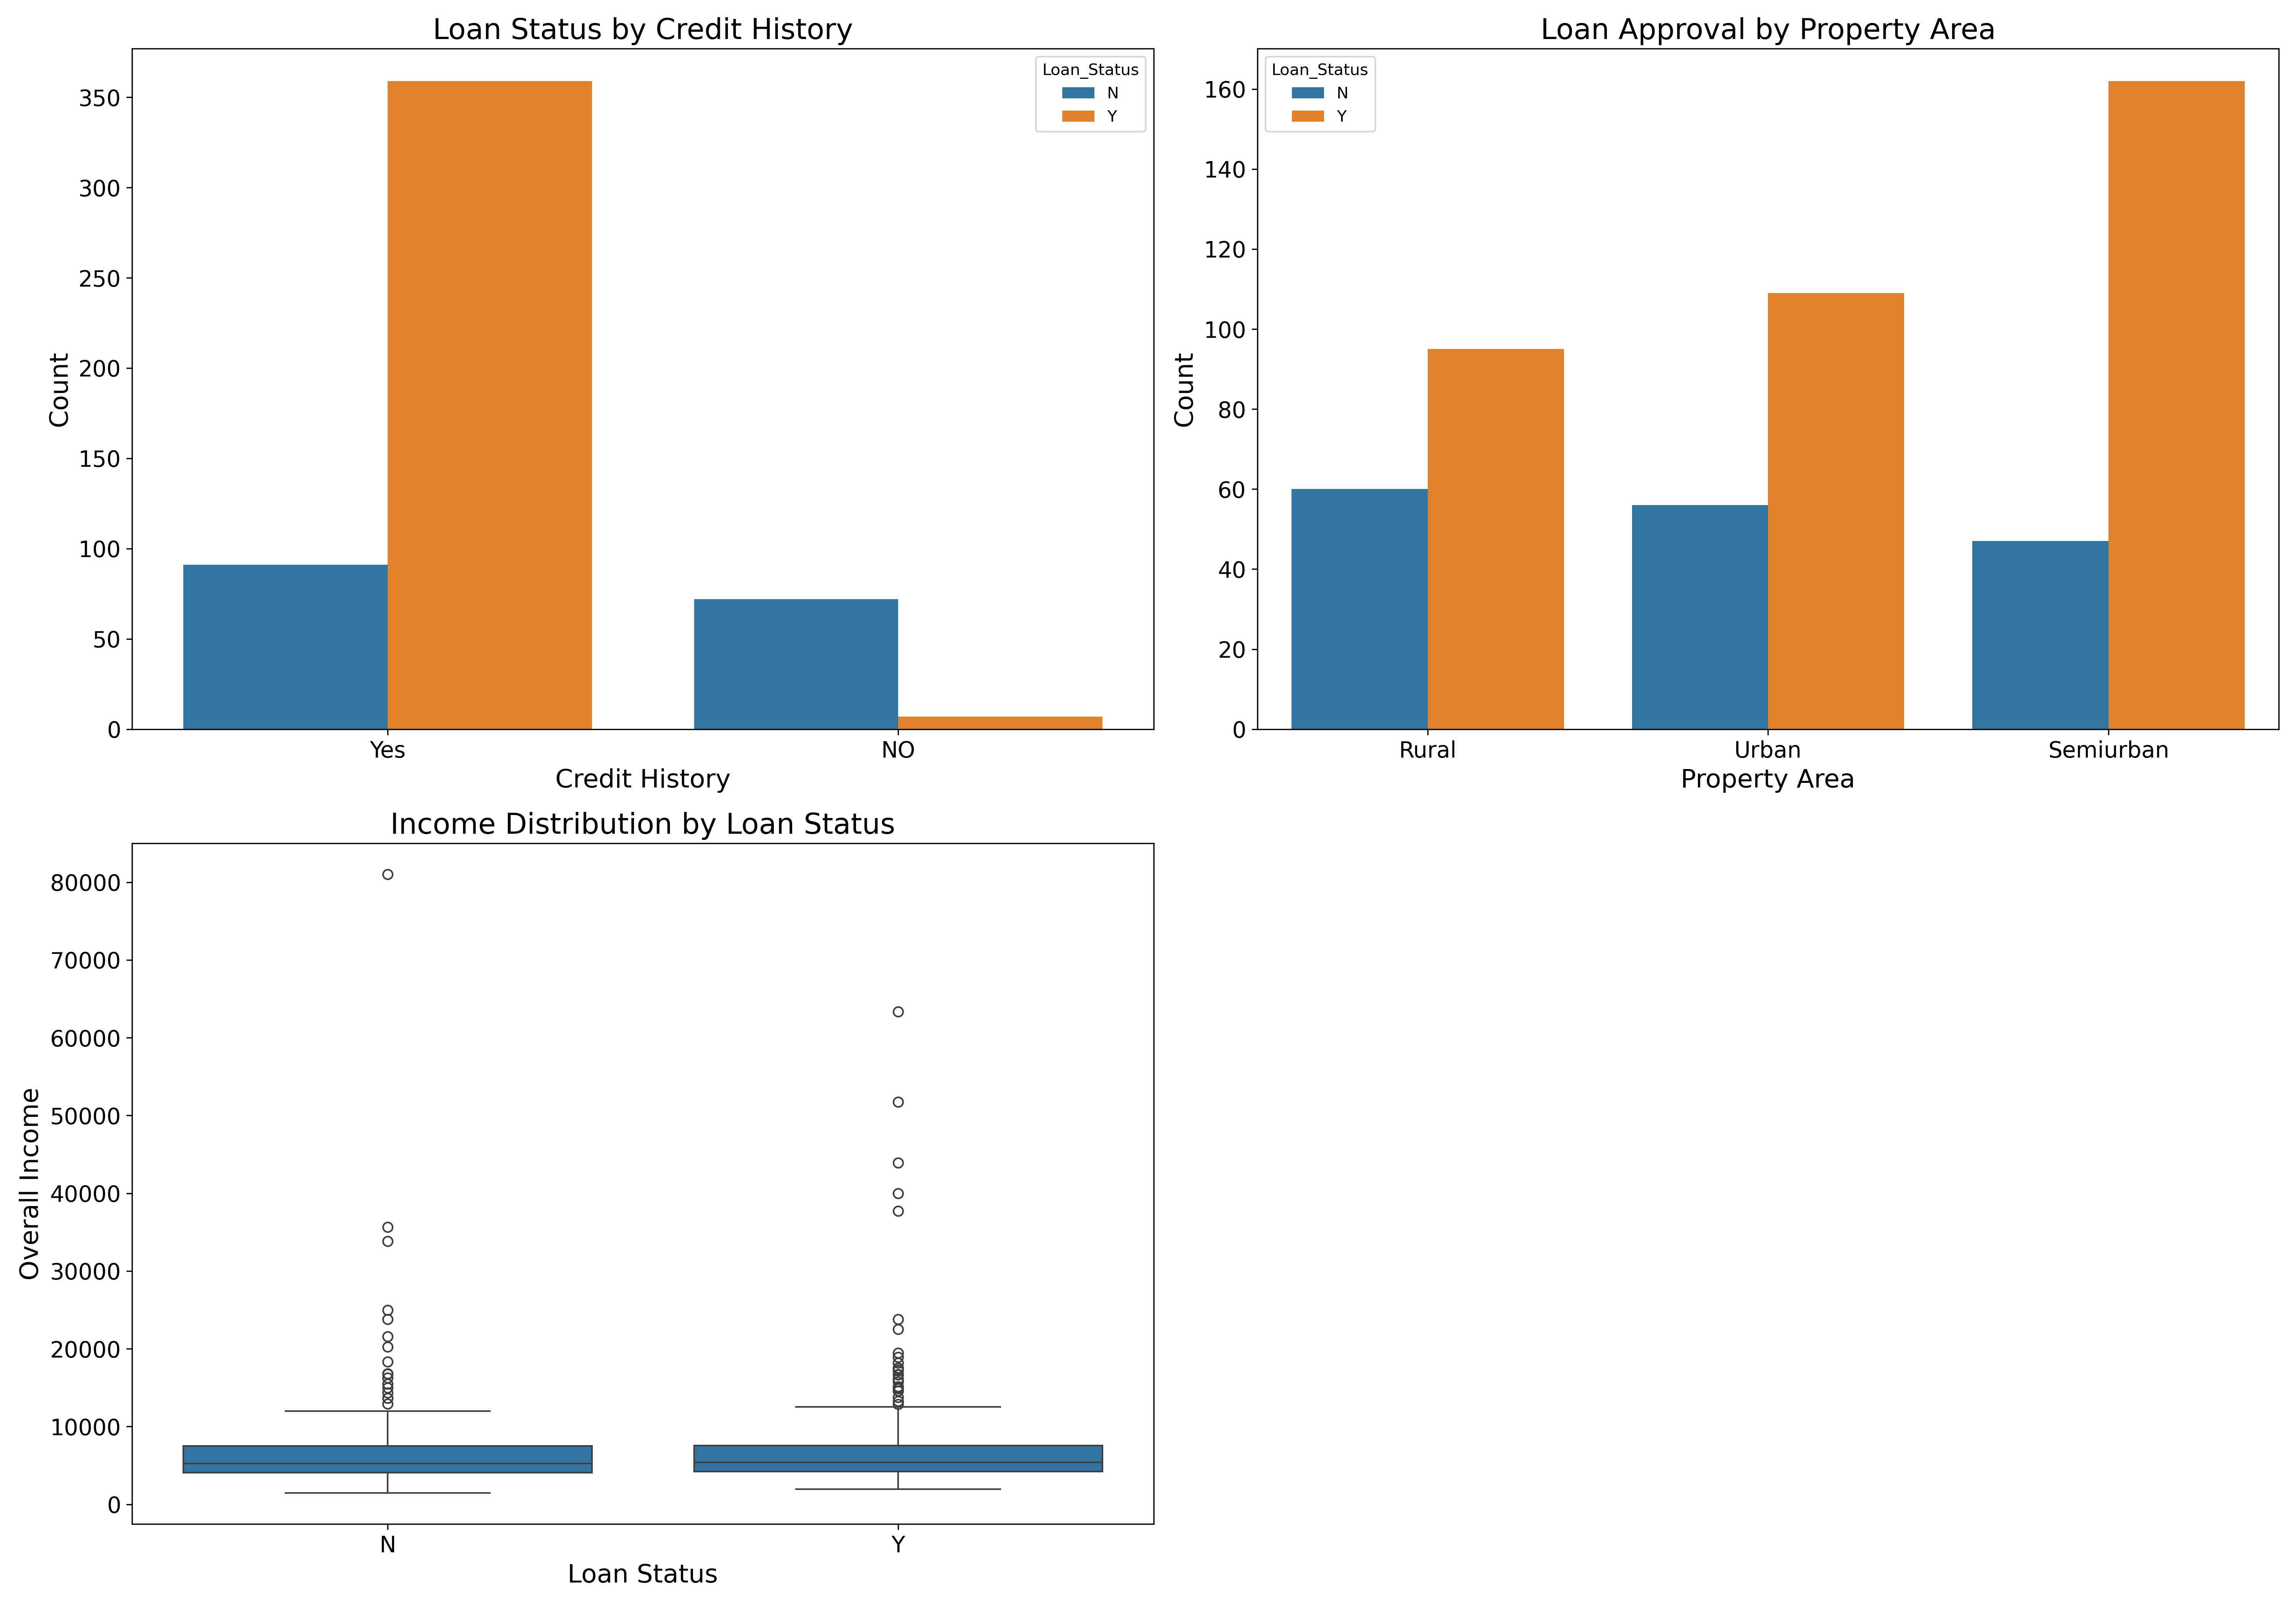 Loan Status by Credit History
Loan_Status
N
Y
350
300
250
200
150
100
50
0
Count
Yes
NO
Credit History
Loan Approval by Property Area
Loan_Status
N
Y
160
140
120
100
80
60
40
20
0
Count
Rural
Urban
Semiurban
Property Area
Income Distribution by Loan Status
80000
70000
60000
50000
40000
30000
20000
10000
0
Overall Income
N
Y
Loan Status